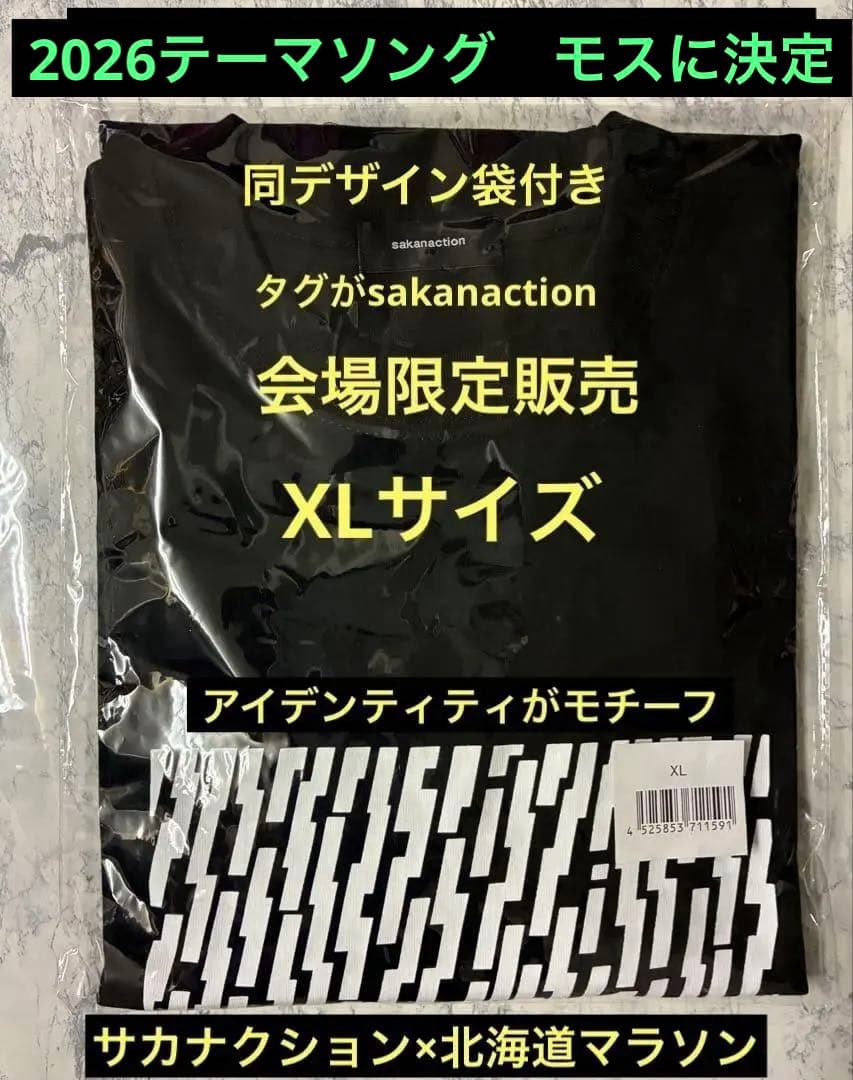 2026テーマソング　モスに決定
同デザイン袋付き
sakanaction
タグがsakanaction
会場限定販売
XLサイズ
アイデンティティがモチーフ
XL
4 525853 711591
サカナクション×北海道マラソン